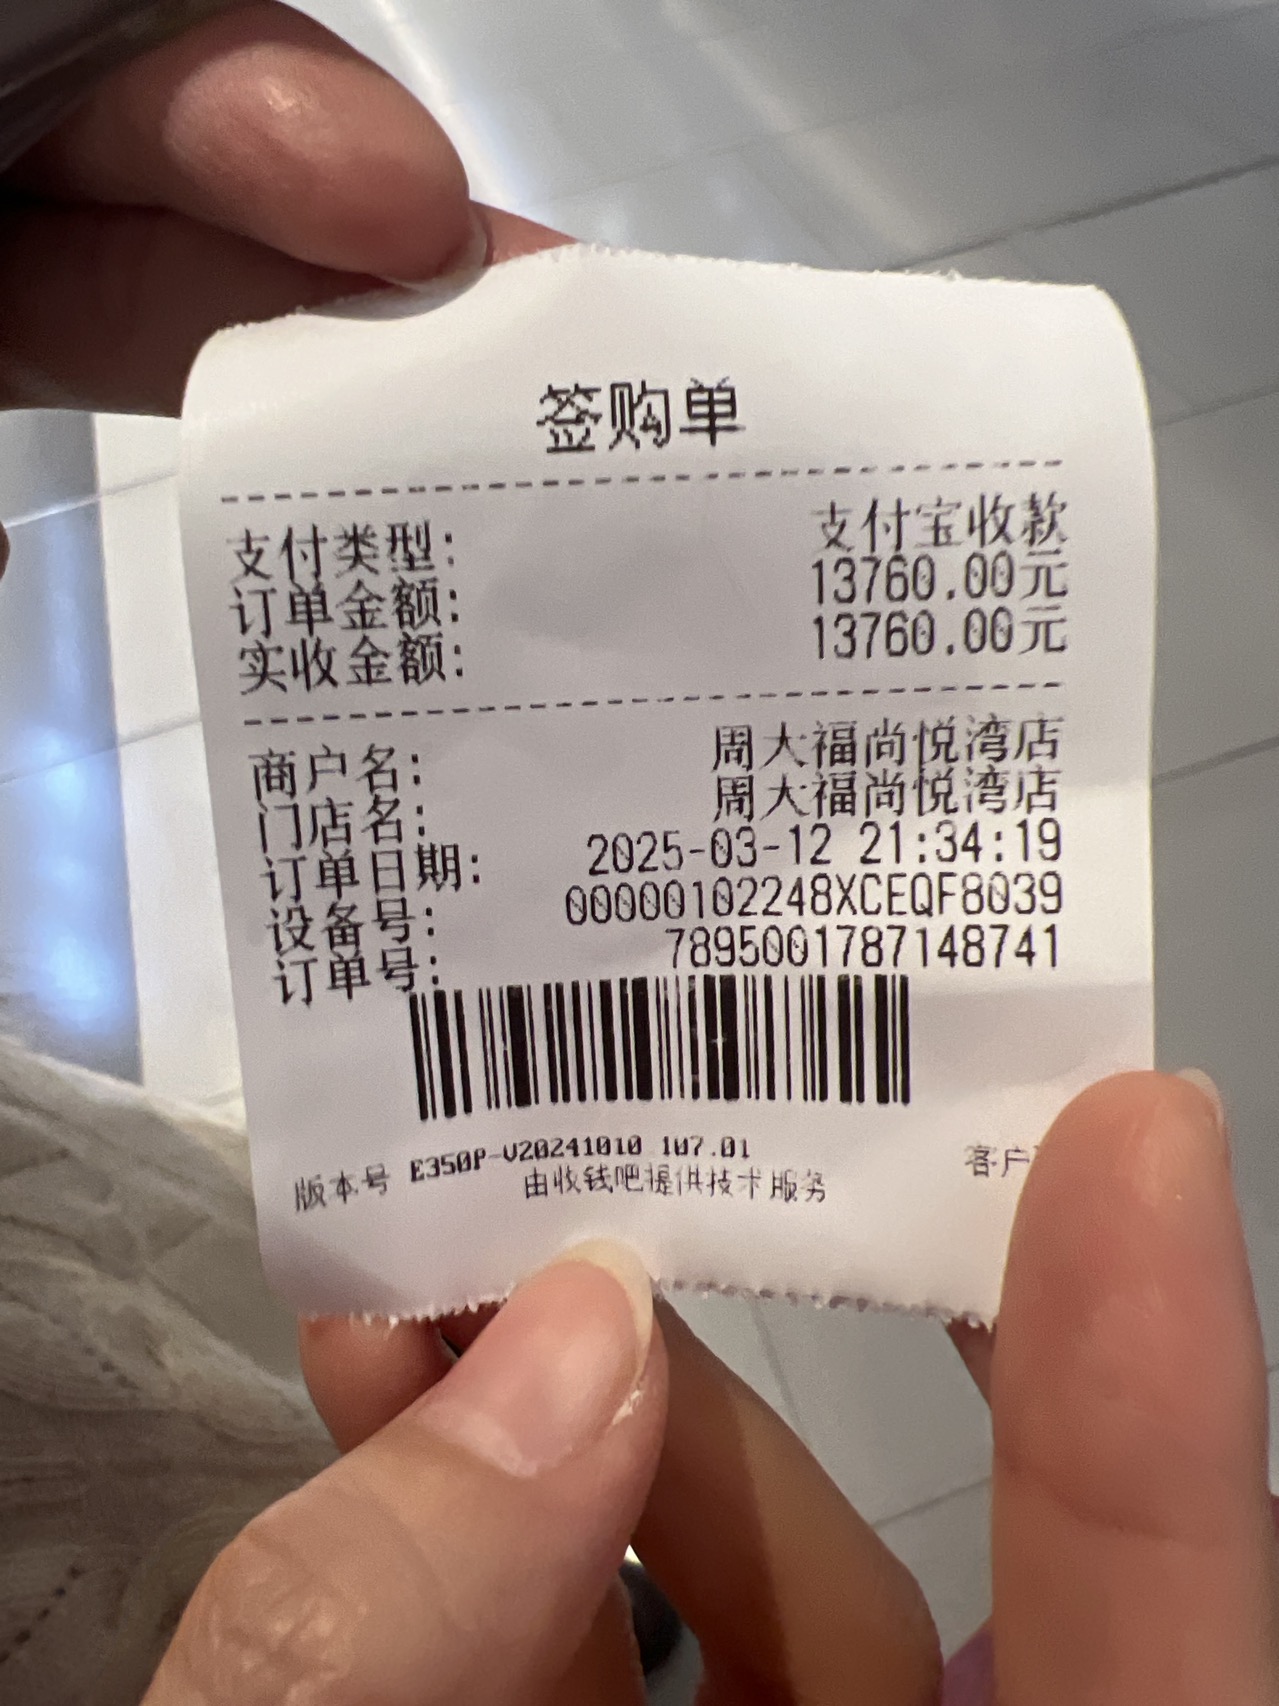 签购单
支付类型: 支付宝收款
订单金额: 13760.00元
实收金额: 13760.00元
商户名: 周大福尚悦湾店
门店名: 周大福尚悦湾店
订单日期: 2025-03-12 21:34:19
设备号: 00000102248XCEQF8039
订单号: 7895001787148741
版本号 E350P-V20241010 107.01 客户
由收钱吧提供技术服务